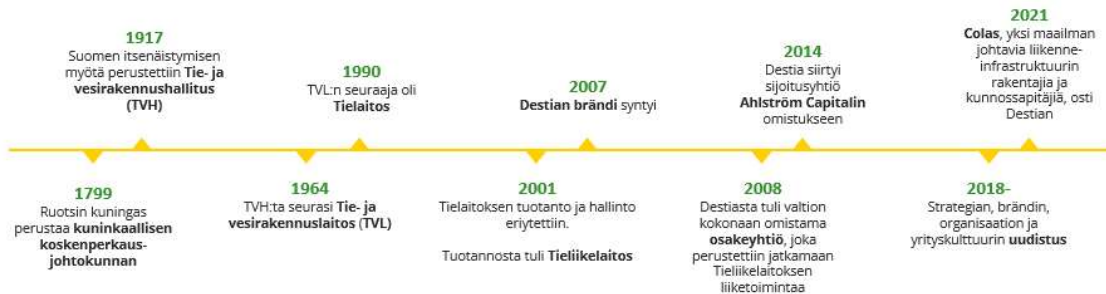 1917
Suomen itsenäistymisen
myötä perustettiin Tie- ja
vesirakennushallitus
(TVH)
1990
TVL:n seuraaja oli
Tielaitos
2007
Destian brändi syntyi
2014
Destia siirtyi
sijoitusyhtiö
Ahlström Capitalin
omistukseen
2021
Colas, yksi maailman
johtavia liikenne-
infrastruktuurin
rakentajia ja
kunnossapitäjiä, osti
Destian
1799
Ruotsin kuningas
perustaa kuninkaallisen
koskenperkaus-
johtokunnan
1964
TVH:ta seurasi Tie- ja
vesirakennuslaitos (TVL)
2001
Tielaitoksen tuotanto ja hallinto
eriytettiin.
Tuotannosta tuli Tieliikelaitos
2008
Destiasta tuli valtion
kokonaan omistama
osakeyhtiö, joka
perustettiin jatkamaan
Tieliikelaitoksen
liiketoimintaa
2018-
Strategian, brändin,
organisaation ja
yrityskulttuurin uudistus